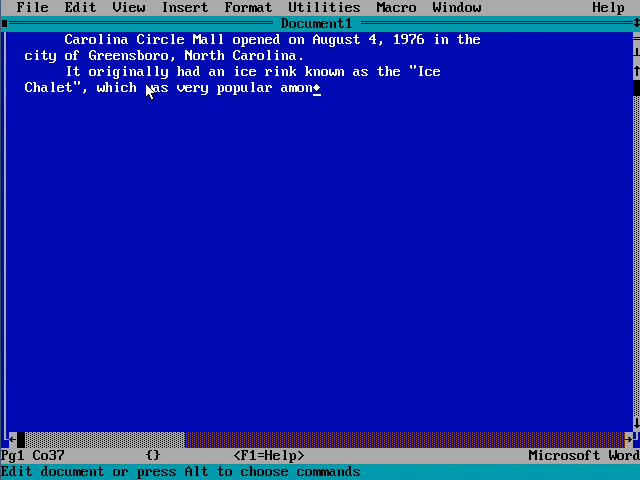 File Edit View Insert Format Utilities Macro Window Help
Document1
Carolina Circle Mall opened on August 4, 1976 in the
city of Greensboro, North Carolina.
It originally had an ice rink known as the "Ice
Chalet", which was very popular amon
Pg1 Co37 {} <F1=Help> Microsoft Word
Edit document or press Alt to choose commands